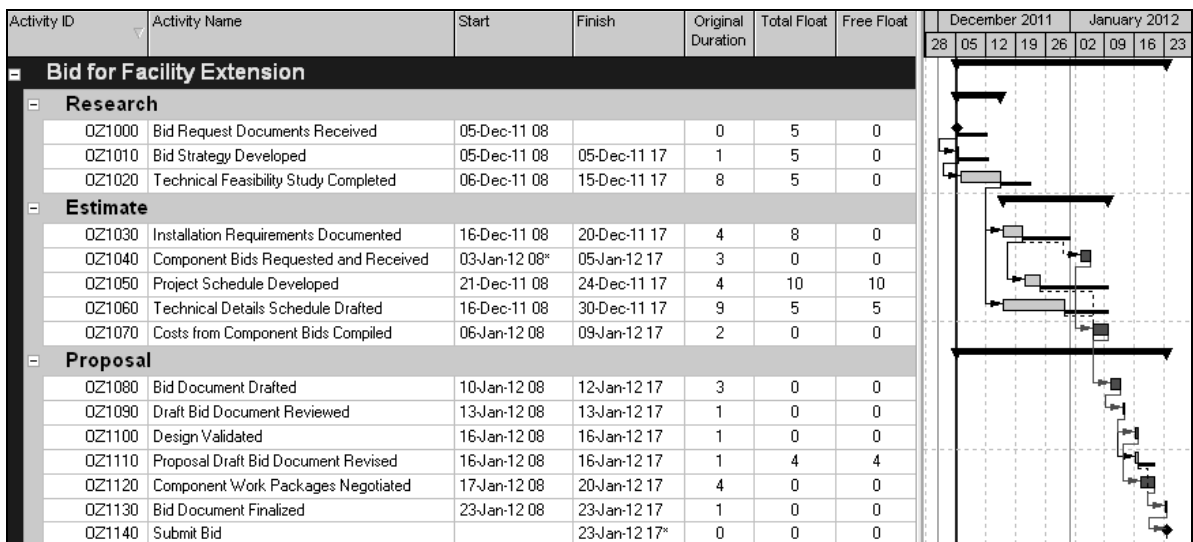 Activity ID Activity Name Start Finish Original Duration Total Float Free Float December 2011 January 2012
28 05 12 19 26 02 09 16 23
Bid for Facility Extension
Research
OZ1000 Bid Request Documents Received 05-Dec-11 08 0 5 0
OZ1010 Bid Strategy Developed 05-Dec-11 08 05-Dec-11 17 1 5 0
OZ1020 Technical Feasibility Study Completed 06-Dec-11 08 15-Dec-11 17 8 5 0
Estimate
OZ1030 Installation Requirements Documented 16-Dec-11 08 20-Dec-11 17 4 8 0
OZ1040 Component Bids Requested and Received 03-Jan-12 08* 05-Jan-12 17 3 0 0
OZ1050 Project Schedule Developed 21-Dec-11 08 24-Dec-11 17 4 10 10
OZ1060 Technical Details Schedule Drafted 16-Dec-11 08 30-Dec-11 17 9 5 5
OZ1070 Costs from Component Bids Compiled 06-Jan-12 08 09-Jan-12 17 2 0 0
Proposal
OZ1080 Bid Document Drafted 10-Jan-12 08 12-Jan-12 17 3 0 0
OZ1090 Draft Bid Document Reviewed 13-Jan-12 08 13-Jan-12 17 1 0 0
OZ1100 Design Validated 16-Jan-12 08 16-Jan-12 17 1 0 0
OZ1110 Proposal Draft Bid Document Revised 16-Jan-12 08 16-Jan-12 17 1 4 4
OZ1120 Component Work Packages Negotiated 17-Jan-12 08 20-Jan-12 17 4 0 0
OZ1130 Bid Document Finalized 23-Jan-12 08 23-Jan-12 17 1 0 0
OZ1140 Submit Bid 23-Jan-12 17* 0 0 0